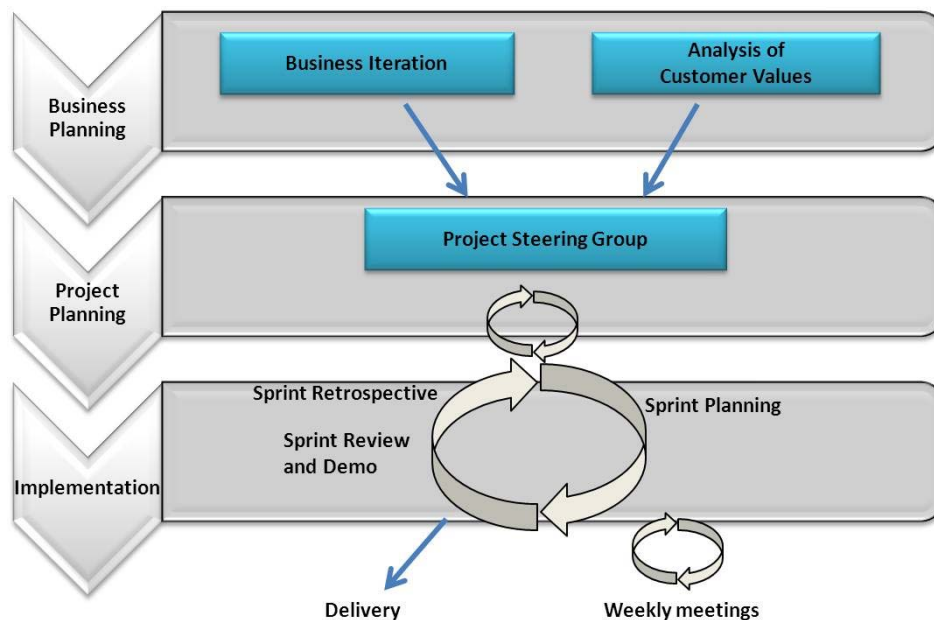 Business Iteration
Analysis of
Customer Values
Business
Planning
Project Steering Group
Project
Planning
Sprint Retrospective
Sprint Planning
Sprint Review
and Demo
Implementation
Delivery
Weekly meetings